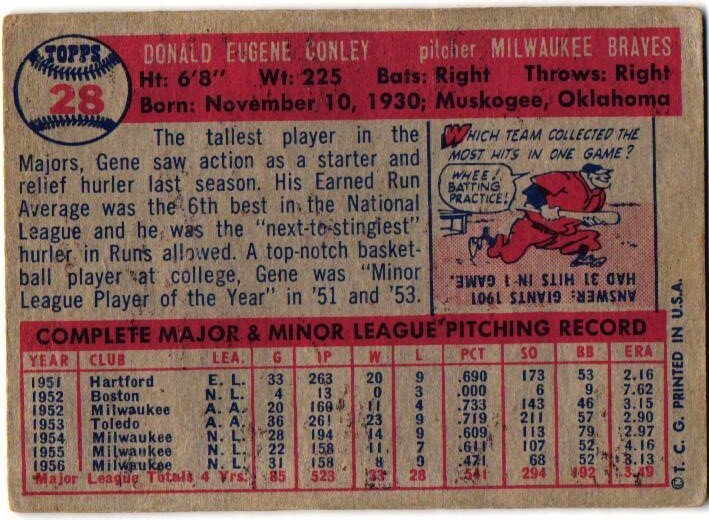 TOPPS
28
DONALD EUGENE CONLEY pitcher MILWAUKEE BRAVES
Ht: 6'8" Wt: 225 Bats: Right Throws: Right
Born: November 10, 1930; Muskogee, Oklahoma
The tallest player in the
Majors, Gene saw action as a starter and
relief hurler last season. His Earned Run
Average was the 6th best in the National
League and he was the "next-to-stingiest"
hurler in Runs allowed. A top-notch basket-
ball player at college, Gene was "Minor
League Player of the Year" in '51 and '53.
WHICH TEAM COLLECTED THE
MOST HITS IN ONE GAME?
WHEE!
BATTING
PRACTICE!
ANSWER: GIANTS 1901
HAD 31 HITS IN 1 GAME.
COMPLETE MAJOR & MINOR LEAGUE PITCHING RECORD
YEAR CLUB LEA. G IP W L PCT SO BB ERA
1951 Hartford E. L. 33 263 20 9 .690 173 53 2.16
1952 Boston N. L. 4 13 0 3 .000 6 9 7.62
1952 Milwaukee A. A. 20 160 11 4 .733 143 46 3.15
1953 Toledo A. A. 36 261 23 9 .719 211 57 2.90
1954 Milwaukee N. L. 28 194 14 9 .609 113 79 2.97
1955 Milwaukee N. L. 22 158 11 7 .611 107 52 4.16
1956 Milwaukee N. L. 31 158 8 9 .471 68 52 3.13
Major League Totals 4 Yrs. 85 523 33 28 .541 294 192 3.49
© T. C. G. PRINTED IN U.S.A.